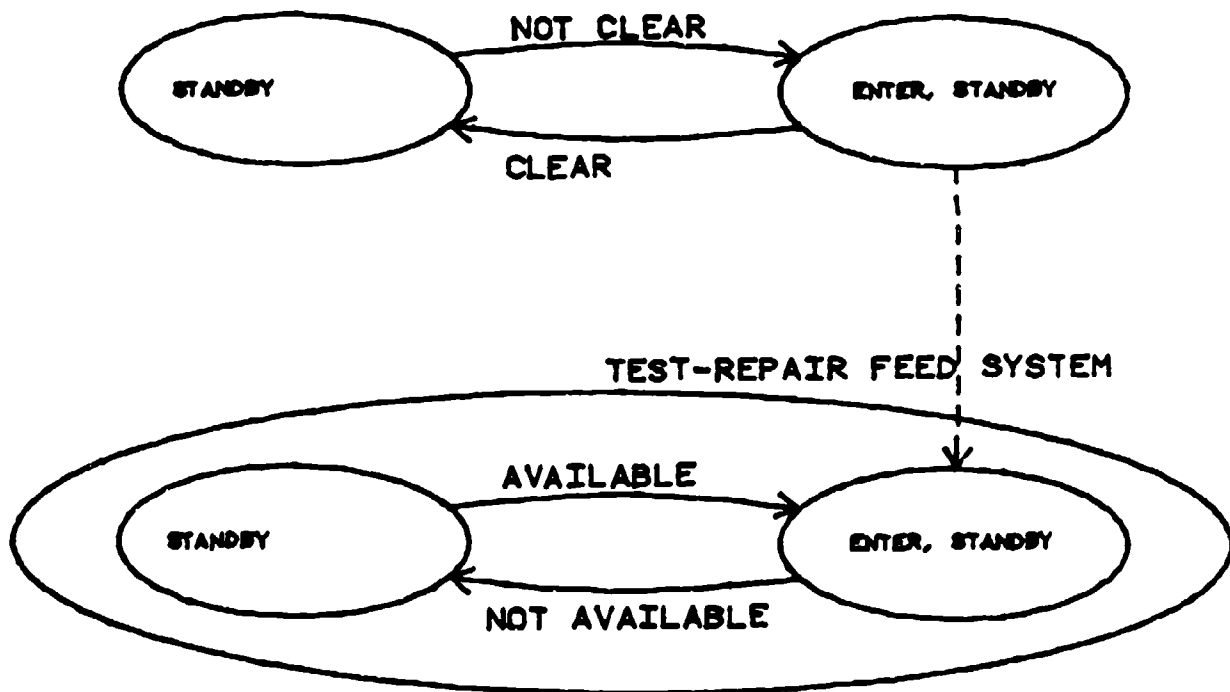 NOT CLEAR
STANDBY
ENTER, STANDBY
CLEAR
TEST-REPAIR FEED SYSTEM
AVAILABLE
STANDBY
ENTER, STANDBY
NOT AVAILABLE